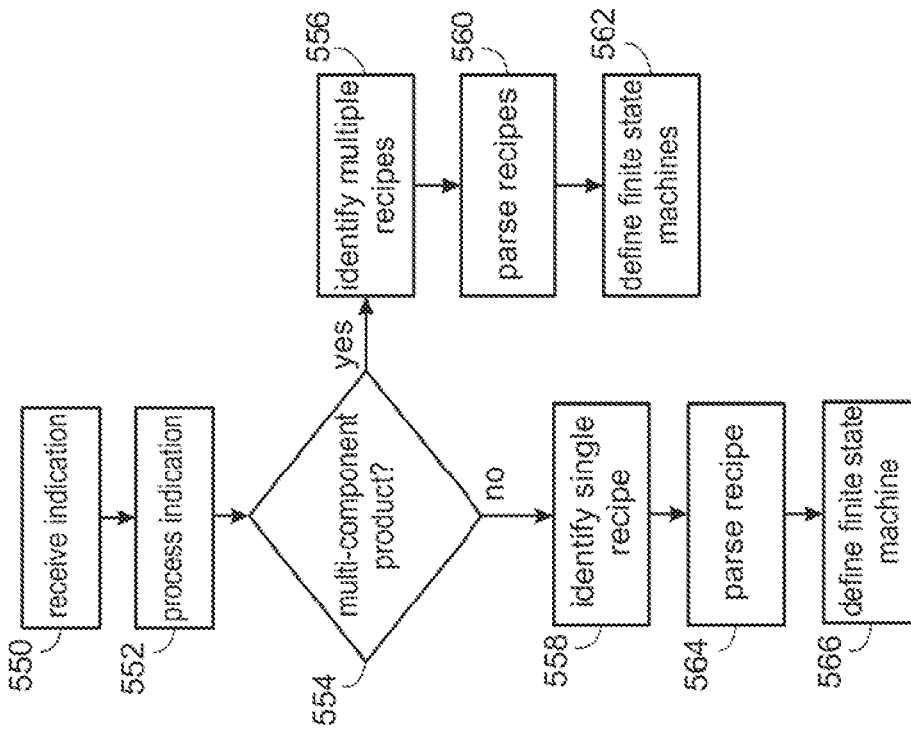 550
receive indication
552
process indication
554
multi-component
product?
yes
556
identify multiple
recipes
560
parse recipes
562
define finite state
machines
no
558
identify single
recipe
564
parse recipe
566
define finite state
machine